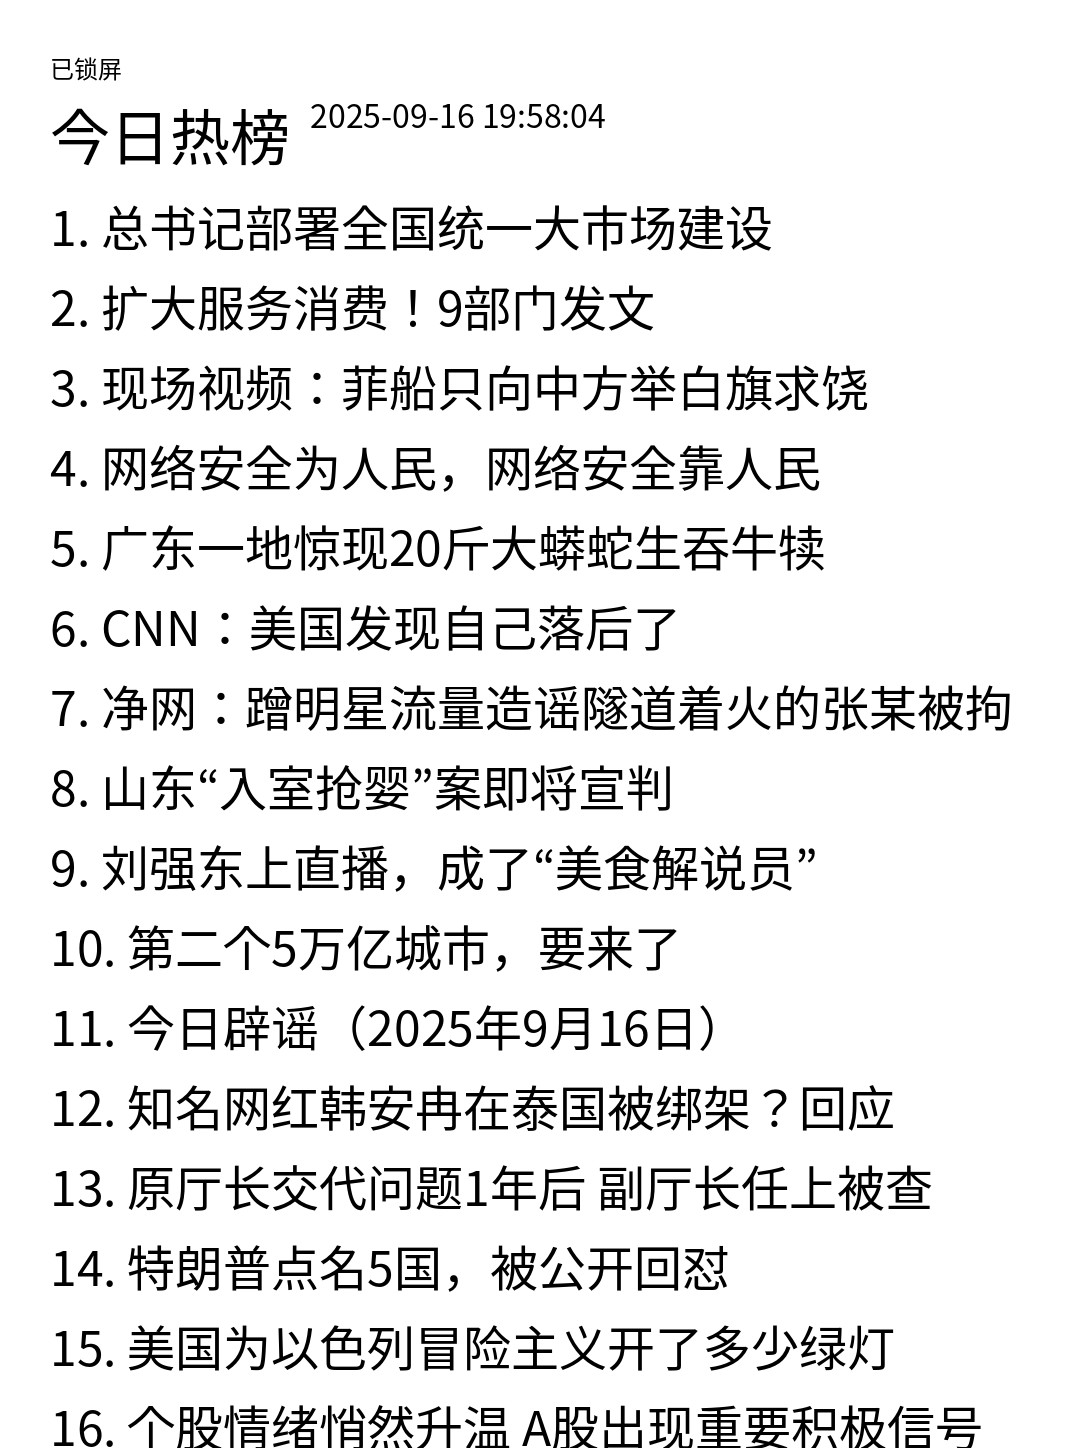 已锁屏
今日热榜 2025-09-16 19:58:04
1. 总书记部署全国统一大市场建设
2. 扩大服务消费！9部门发文
3. 现场视频：菲船只向中方举白旗求饶
4. 网络安全为人民，网络安全靠人民
5. 广东一地惊现20斤大蟒蛇生吞牛犊
6. CNN：美国发现自己落后了
7. 净网：蹭明星流量造谣隧道着火的张某被拘
8. 山东“入室抢婴”案即将宣判
9. 刘强东上直播，成了“美食解说员”
10. 第二个5万亿城市，要来了
11. 今日辟谣（2025年9月16日）
12. 知名网红韩安冉在泰国被绑架？回应
13. 原厅长交代问题1年后 副厅长任上被查
14. 特朗普点名5国，被公开回怼
15. 美国为以色列冒险主义开了多少绿灯
16. 个股情绪悄然升温 A股出现重要积极信号